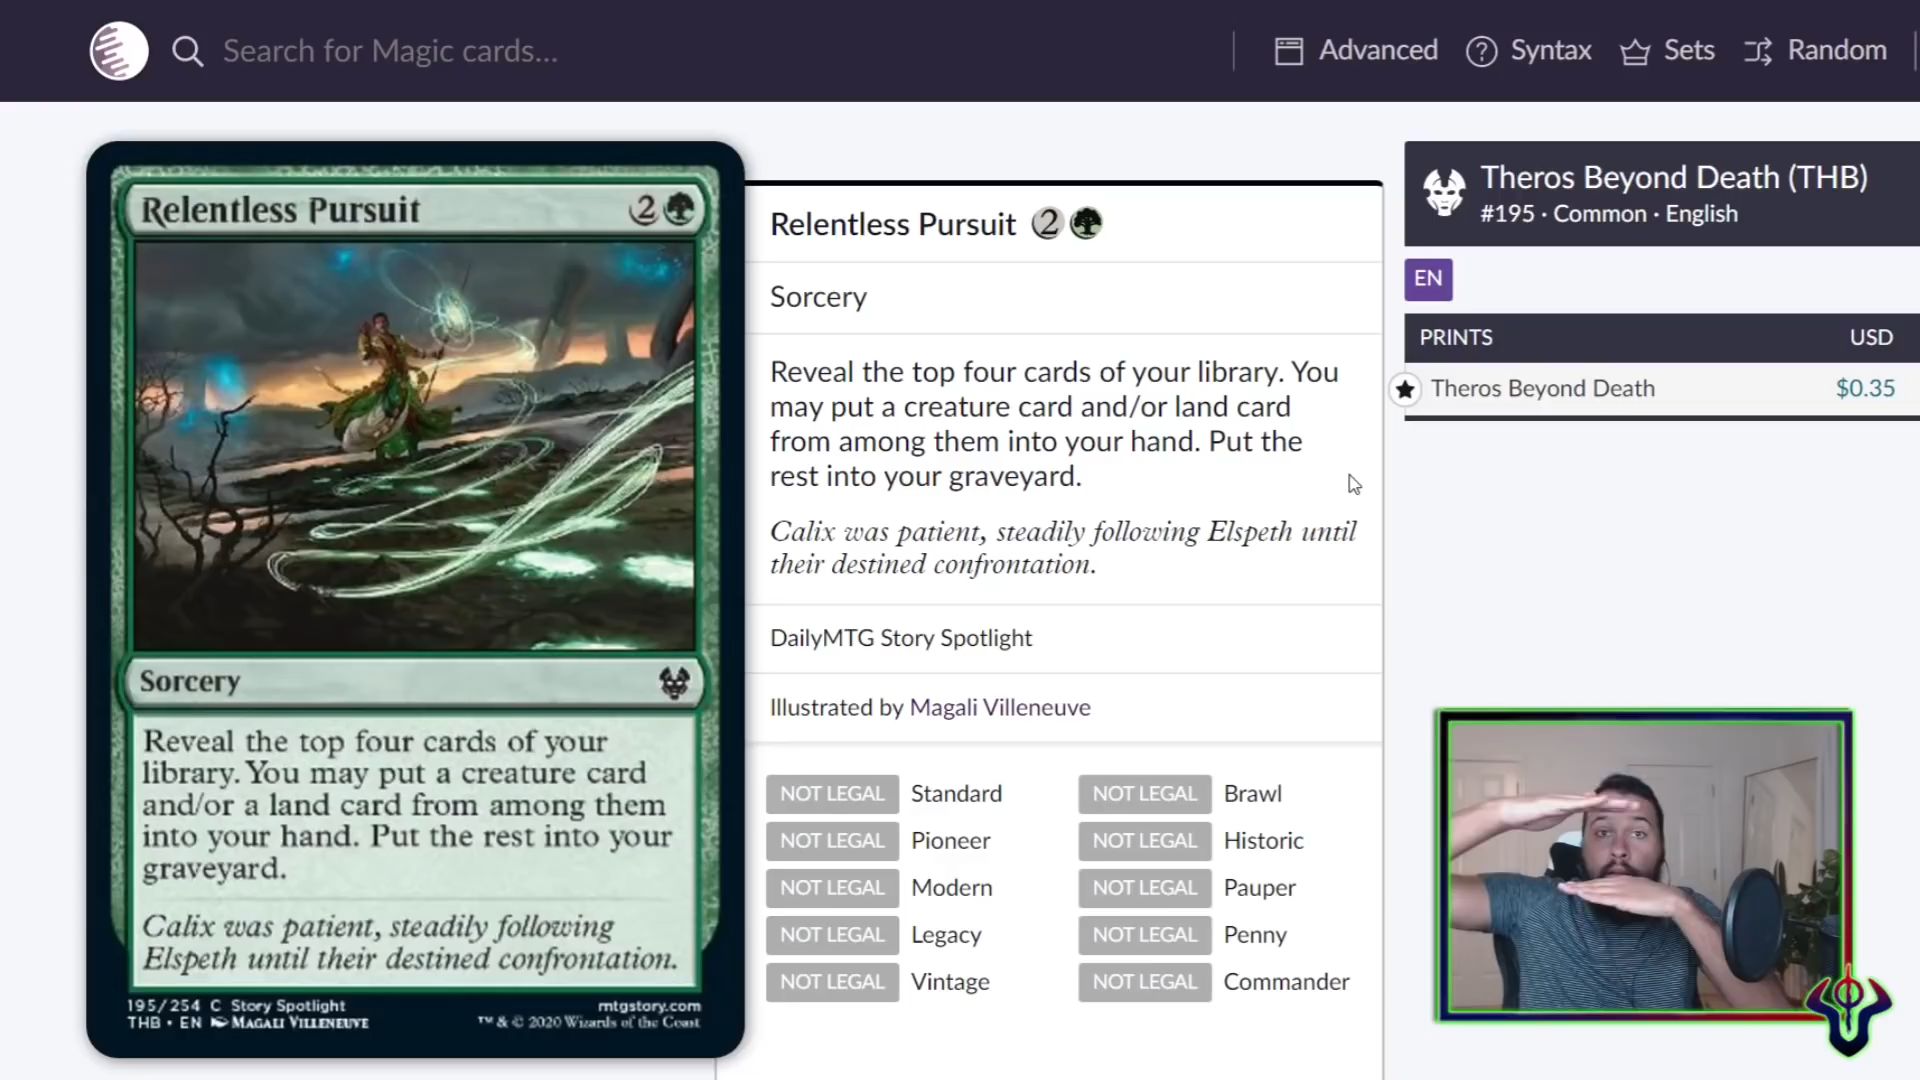 Search for Magic cards...
Advanced
Syntax
Sets
Random
Relentless Pursuit 2
Sorcery
Reveal the top four cards of your
library. You may put a creature card
and/or a land card from among them
into your hand. Put the rest into your
graveyard.
Calix was patient, steadily following
Elspeth until their destined confrontation.
195/254 C Story Spotlight
mtgstory.com
THB • EN MAGALI VILLENEUVE
™ & © 2020 Wizards of the Coast
Relentless Pursuit 2
Sorcery
Reveal the top four cards of your library. You
may put a creature card and/or land card
from among them into your hand. Put the
rest into your graveyard.
Calix was patient, steadily following Elspeth until
their destined confrontation.
DailyMTG Story Spotlight
Illustrated by Magali Villeneuve
NOT LEGAL Standard
NOT LEGAL Brawl
NOT LEGAL Pioneer
NOT LEGAL Historic
NOT LEGAL Modern
NOT LEGAL Pauper
NOT LEGAL Legacy
NOT LEGAL Penny
NOT LEGAL Vintage
NOT LEGAL Commander
Theros Beyond Death (THB)
#195 · Common · English
EN
PRINTS USD
Theros Beyond Death $0.35